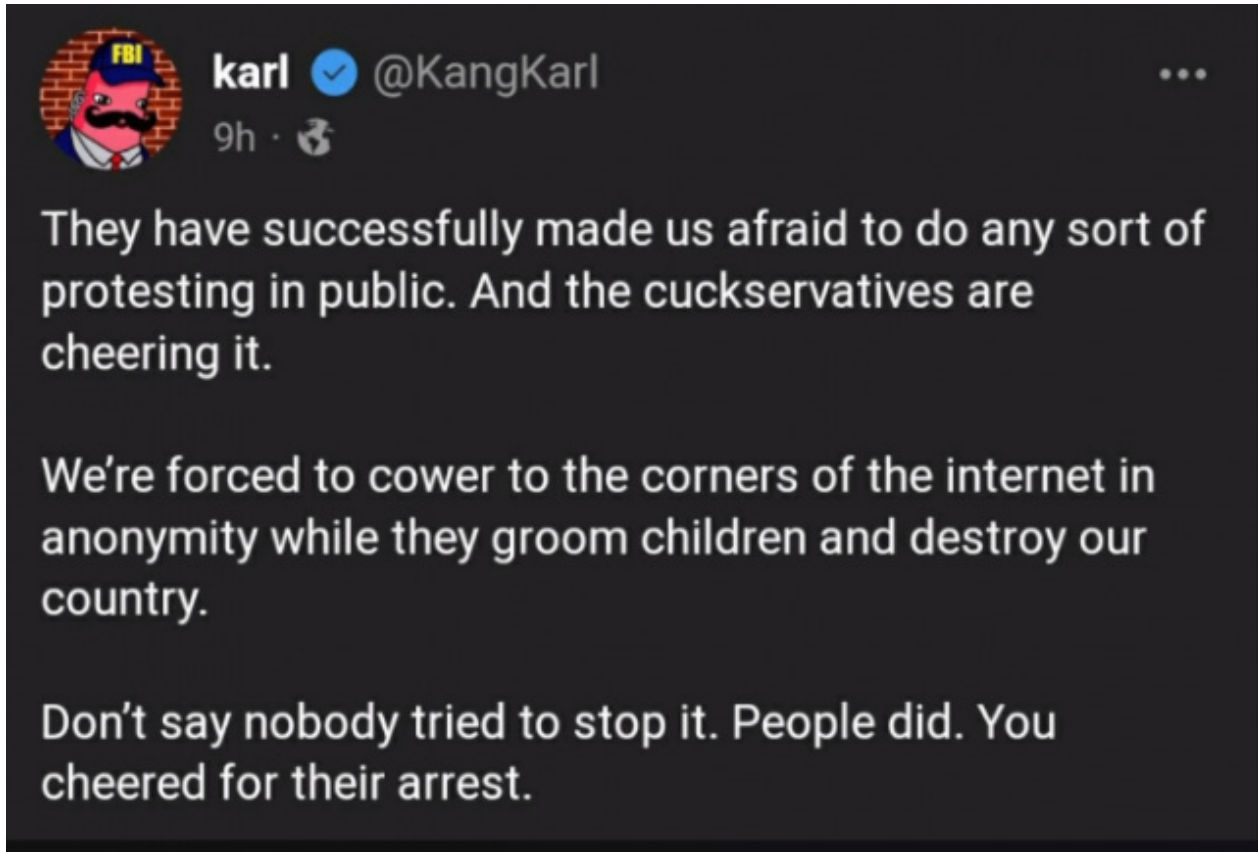 FBI
karl @KangKarl
9h ·
They have successfully made us afraid to do any sort of
protesting in public. And the cuckservatives are
cheering it.
We're forced to cower to the corners of the internet in
anonymity while they groom children and destroy our
country.
Don't say nobody tried to stop it. People did. You
cheered for their arrest.